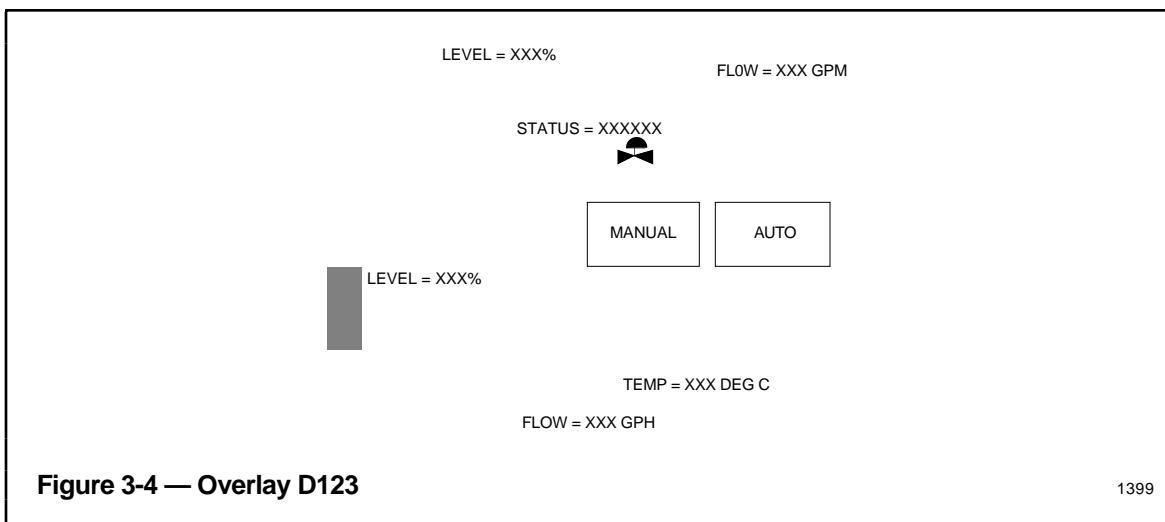 LEVEL = XXX%
FL0W = XXX GPM
STATUS = XXXXXX
MANUAL
AUTO
LEVEL = XXX%
TEMP = XXX DEG C
FLOW = XXX GPH
Figure 3-4 — Overlay D123
1399